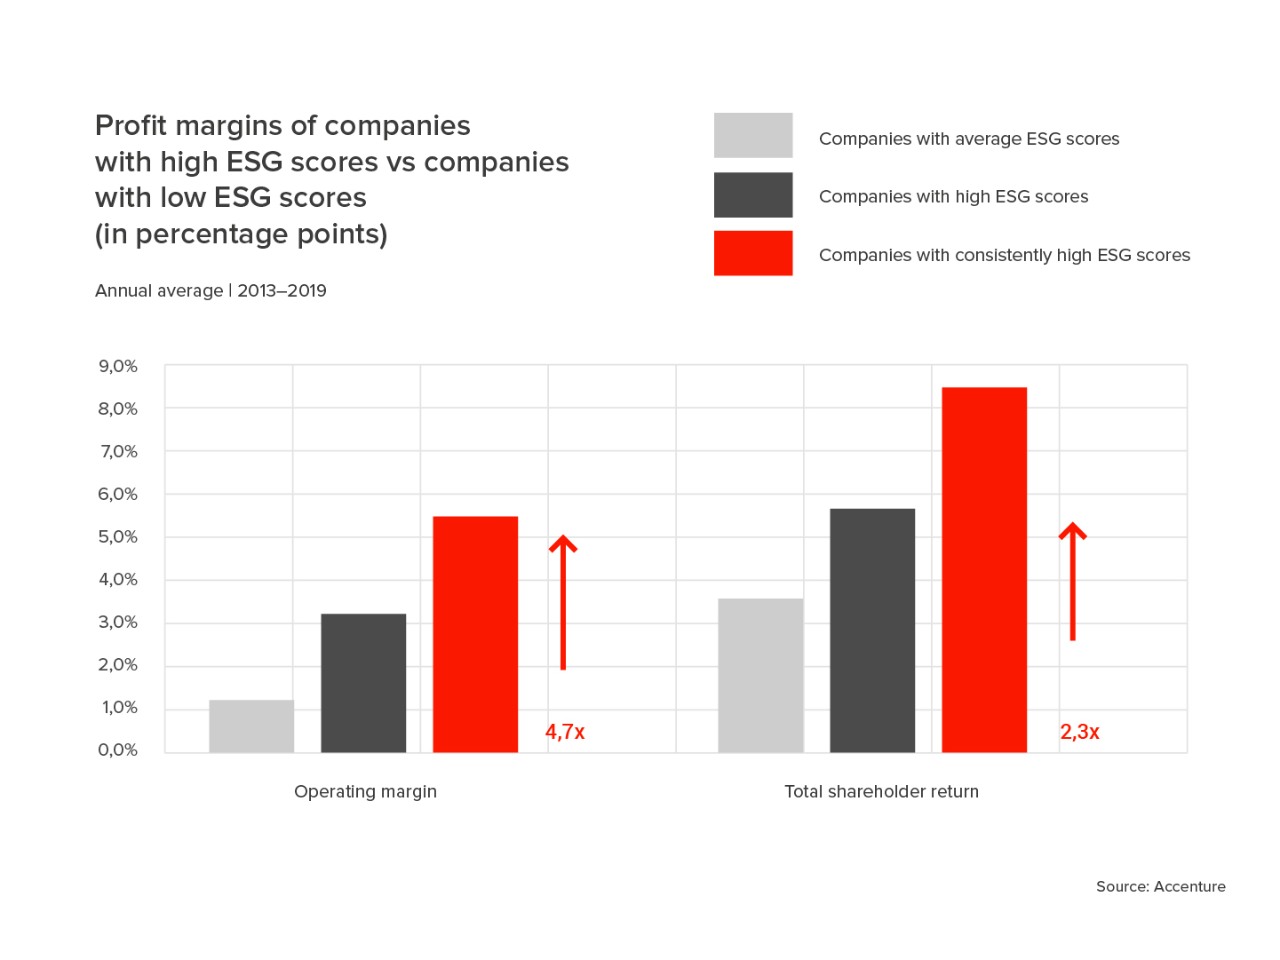 Profit margins of companies
with high ESG scores vs companies
with low ESG scores
(in percentage points)
Annual average | 2013–2019
Companies with average ESG scores
Companies with high ESG scores
Companies with consistently high ESG scores
9,0%
8,0%
7,0%
6,0%
5,0%
4,0%
3,0%
2,0%
1,0%
0,0%
4,7x
2,3x
Operating margin
Total shareholder return
Source: Accenture